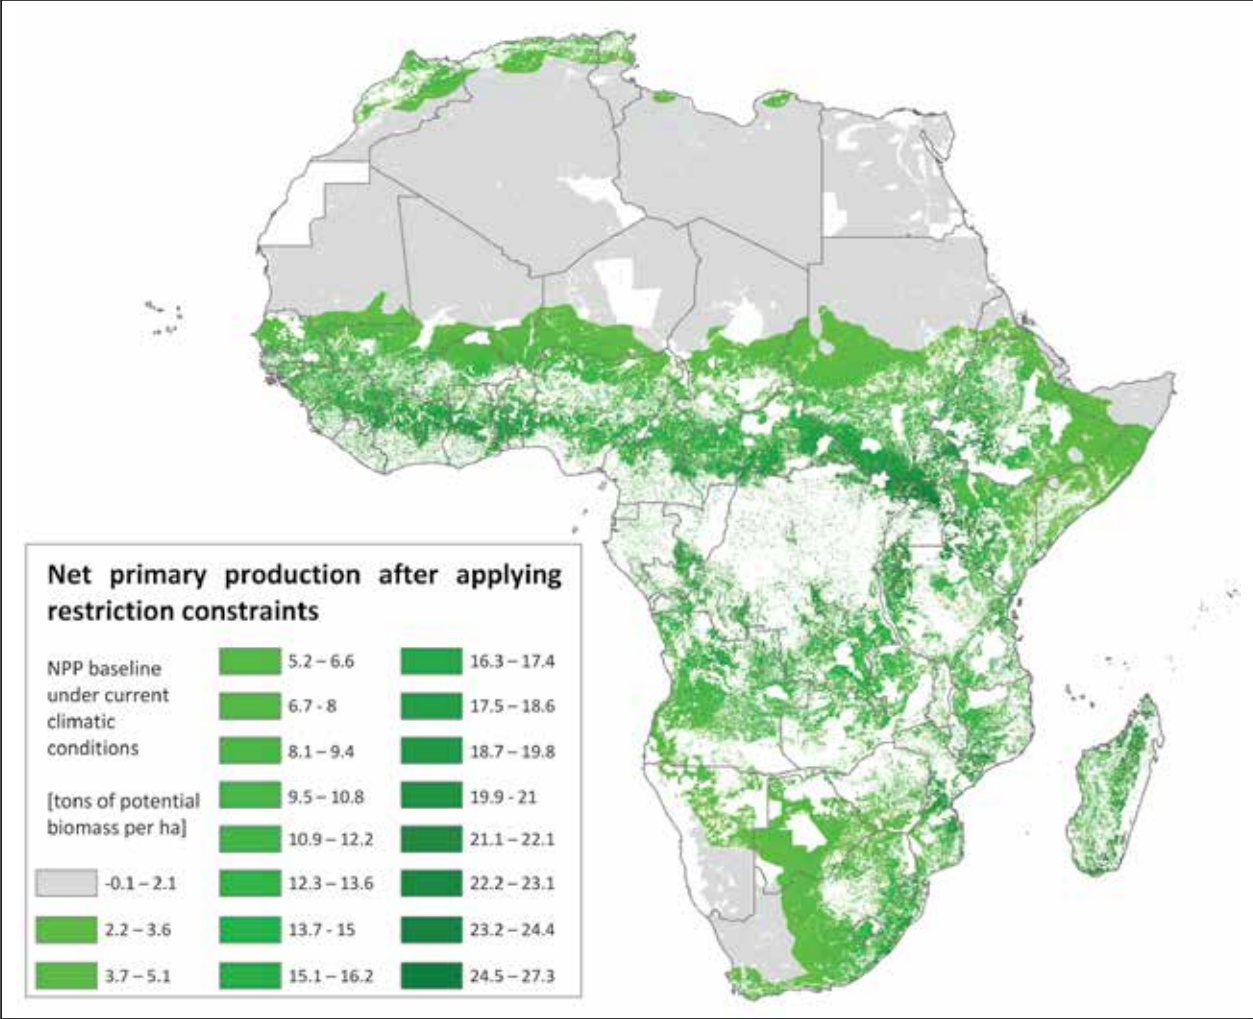 Net primary production after applying
restriction constraints
NPP baseline
under current
climatic
conditions
[tons of potential
biomass per ha]
-0.1 – 2.1
2.2 – 3.6
3.7 – 5.1
5.2 – 6.6
6.7 - 8
8.1 – 9.4
9.5 – 10.8
10.9 – 12.2
12.3 – 13.6
13.7 - 15
15.1 – 16.2
16.3 – 17.4
17.5 – 18.6
18.7 – 19.8
19.9 - 21
21.1 – 22.1
22.2 – 23.1
23.2 – 24.4
24.5 – 27.3